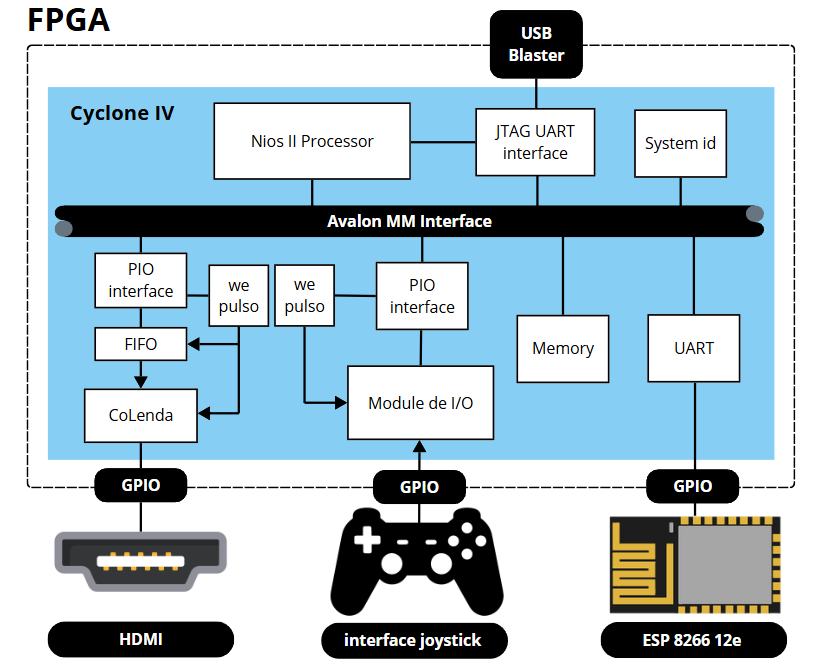 FPGA
USB
Blaster
Cyclone IV
Nios II Processor
JTAG UART
interface
System id
Avalon MM Interface
PIO
interface
we
pulso
we
pulso
PIO
interface
FIFO
Memory
UART
CoLenda
Module de I/O
GPIO
GPIO
GPIO
HDMI
interface joystick
ESP 8266 12e